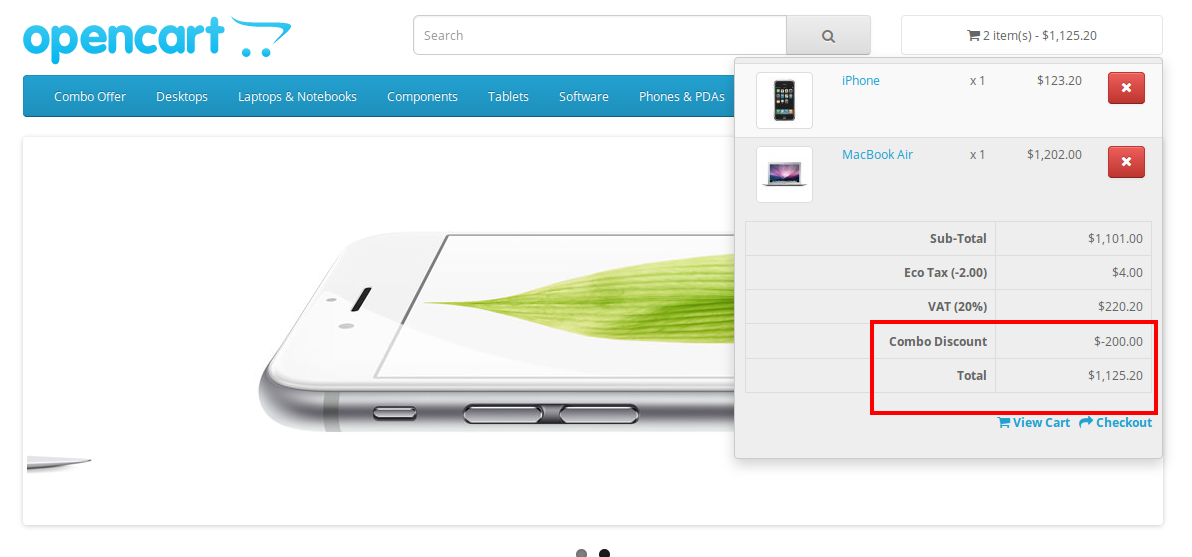 opencart
Search
2 item(s) - $1,125.20
Combo Offer Desktops Laptops & Notebooks Components Tablets Software Phones & PDAs
iPhone x 1 $123.20
MacBook Air x 1 $1,202.00
Sub-Total $1,101.00
Eco Tax (-2.00) $4.00
VAT (20%) $220.20
Combo Discount $-200.00
Total $1,125.20
View Cart Checkout